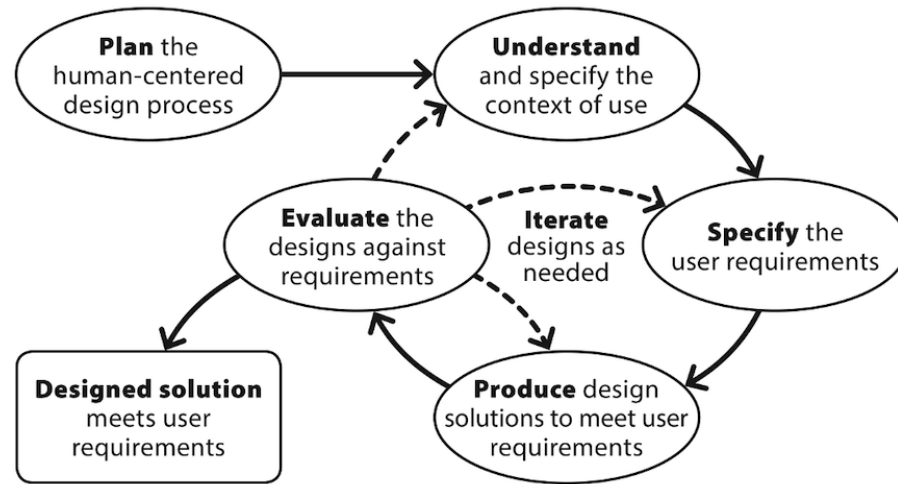 Plan the
human-centered
design process
Understand
and specify the
context of use
Evaluate the
designs against
requirements
Iterate
designs as
needed
Specify the
user requirements
Designed solution
meets user
requirements
Produce design
solutions to meet user
requirements